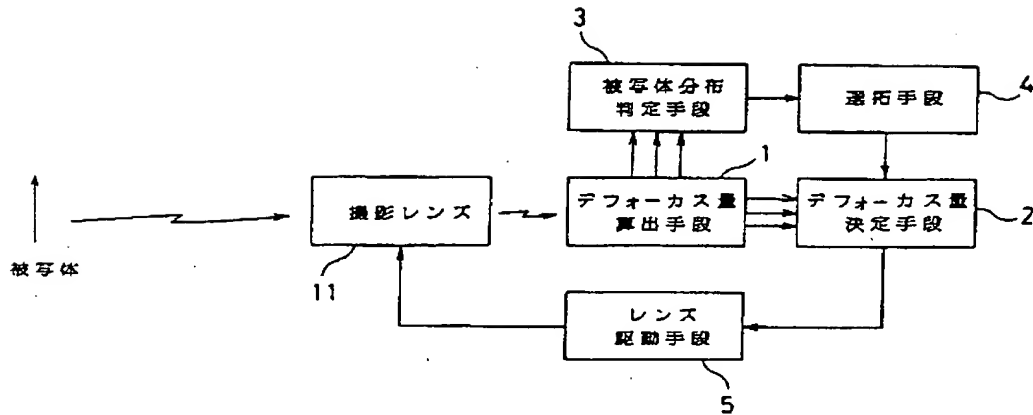 3
被写体分布
判定手段
選択手段
4
1
撮影レンズ
デフォーカス量
算出手段
デフォーカス量
決定手段
2
被写体
11
レンズ
駆動手段
5